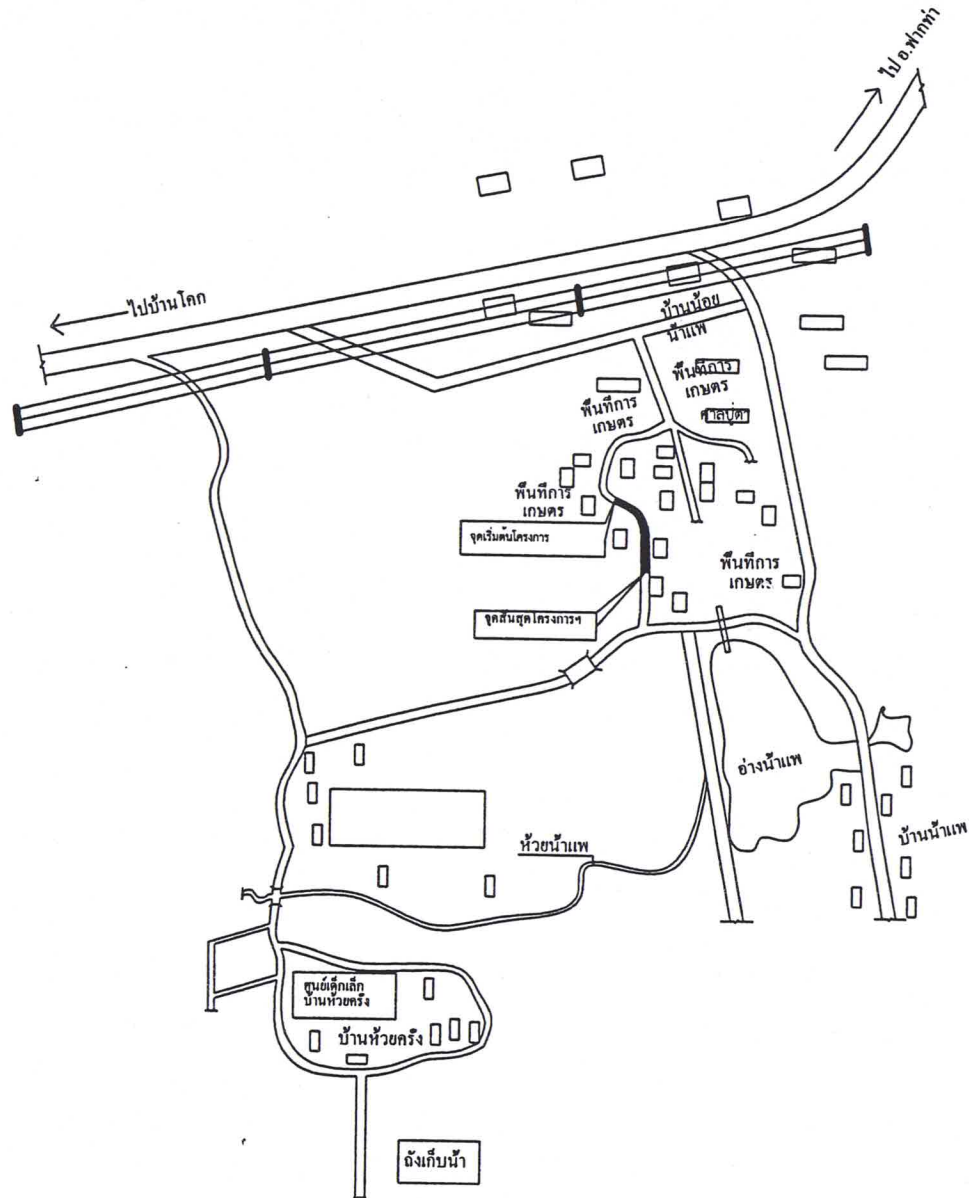 ไป อ.ฟากท่า
ไปบ้านโคก
บ้านน้อย
น้ำแพ
พื้นที่การ
เกษตร
พื้นที่การ
เกษตร
ศาลปู่ตา
พื้นที่การ
เกษตร
จุดเริ่มต้นโครงการ
พื้นที่การ
เกษตร
จุดสิ้นสุดโครงการฯ
อ่างน้ำแพ
บ้านน้ำแพ
ห้วยน้ำแพ
ศูนย์เด็กเล็ก
บ้านห้วยครั่ง
บ้านห้วยครั่ง
ถังเก็บน้ำ